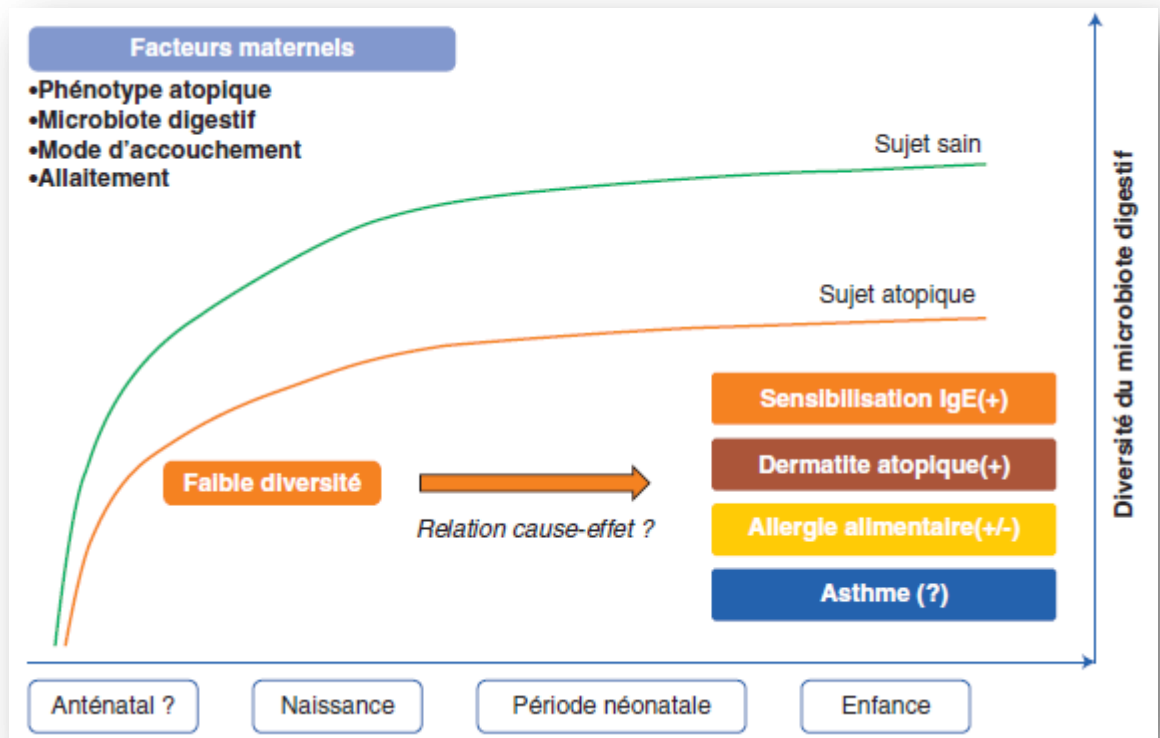 Facteurs maternels
•Phénotype atopique
•Microbiote digestif
•Mode d'accouchement
•Allaitement
Sujet sain
Sujet atopique
Faible diversité
Relation cause-effet ?
Sensibilisation IgE(+)
Dermatite atopique(+)
Allergie alimentaire(+/-)
Asthme (?)
Diversité du microbiote digestif
Anténatal ?
Naissance
Période néonatale
Enfance